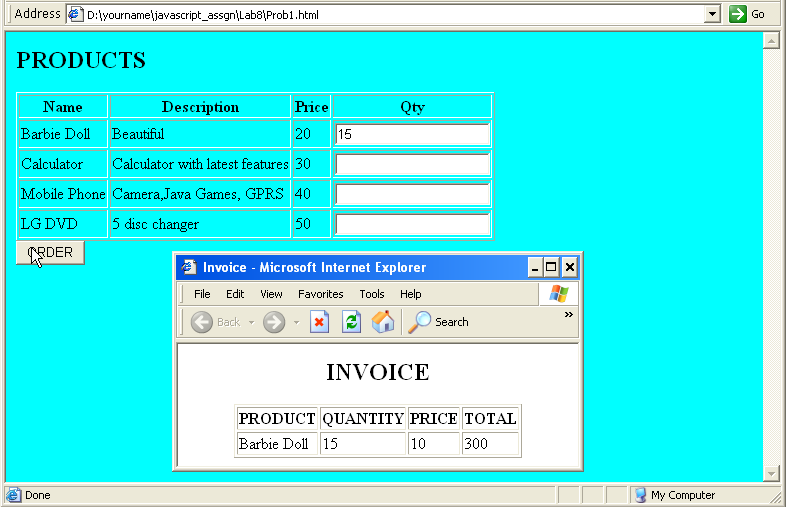 Address D:\yourname\javascript_assgn\Lab8\Prob1.html Go
PRODUCTS
Name Description Price Qty
Barbie Doll Beautiful 20 15
Calculator Calculator with latest features 30
Mobile Phone Camera,Java Games, GPRS 40
LG DVD 5 disc changer 50
ORDER
Invoice - Microsoft Internet Explorer
File Edit View Favorites Tools Help
Back Search »
INVOICE
PRODUCT QUANTITY PRICE TOTAL
Barbie Doll 15 10 300
Done My Computer